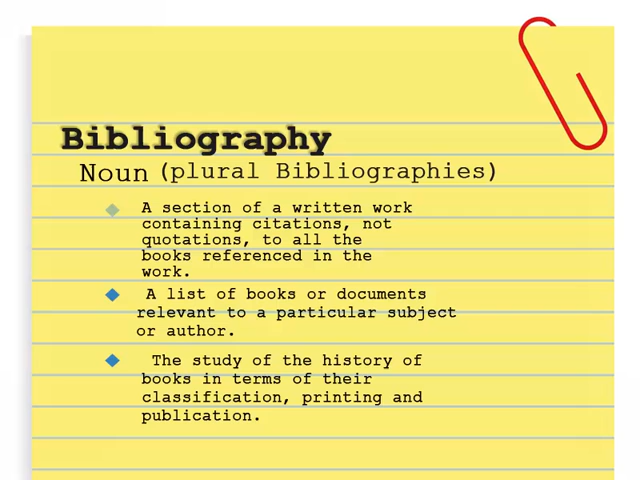 Bibliography
Noun (plural Bibliographies)
A section of a written work
containing citations, not
quotations, to all the
books referenced in the
work.
A list of books or documents
relevant to a particular subject
or author.
The study of the history of
books in terms of their
classification, printing and
publication.